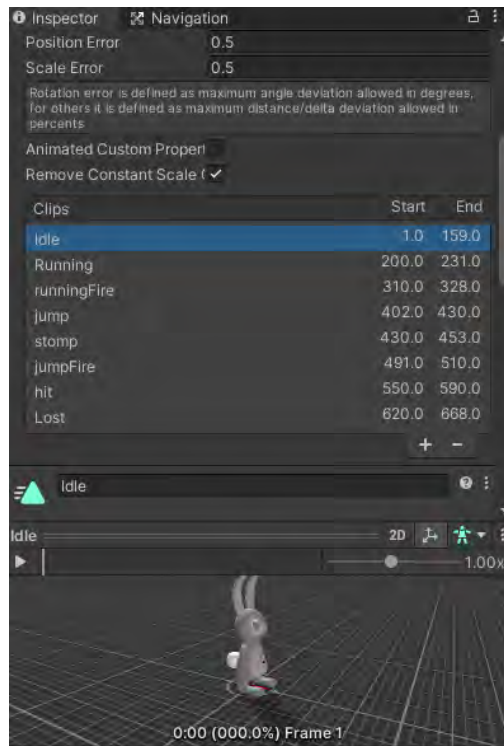 Inspector Navigation
Position Error 0.5
Scale Error 0.5
Rotation error is defined as maximum angle deviation allowed in degrees,
for others it is defined as maximum distance/delta deviation allowed in
percents
Animated Custom Propert
Remove Constant Scale C
Clips Start End
Idle 1.0 159.0
Running 200.0 231.0
runningFire 310.0 328.0
jump 402.0 430.0
stomp 430.0 453.0
jumpFire 491.0 510.0
hit 550.0 590.0
Lost 620.0 668.0
+ -
Idle
Idle 2D
1.00x
0:00 (000.0%) Frame 1